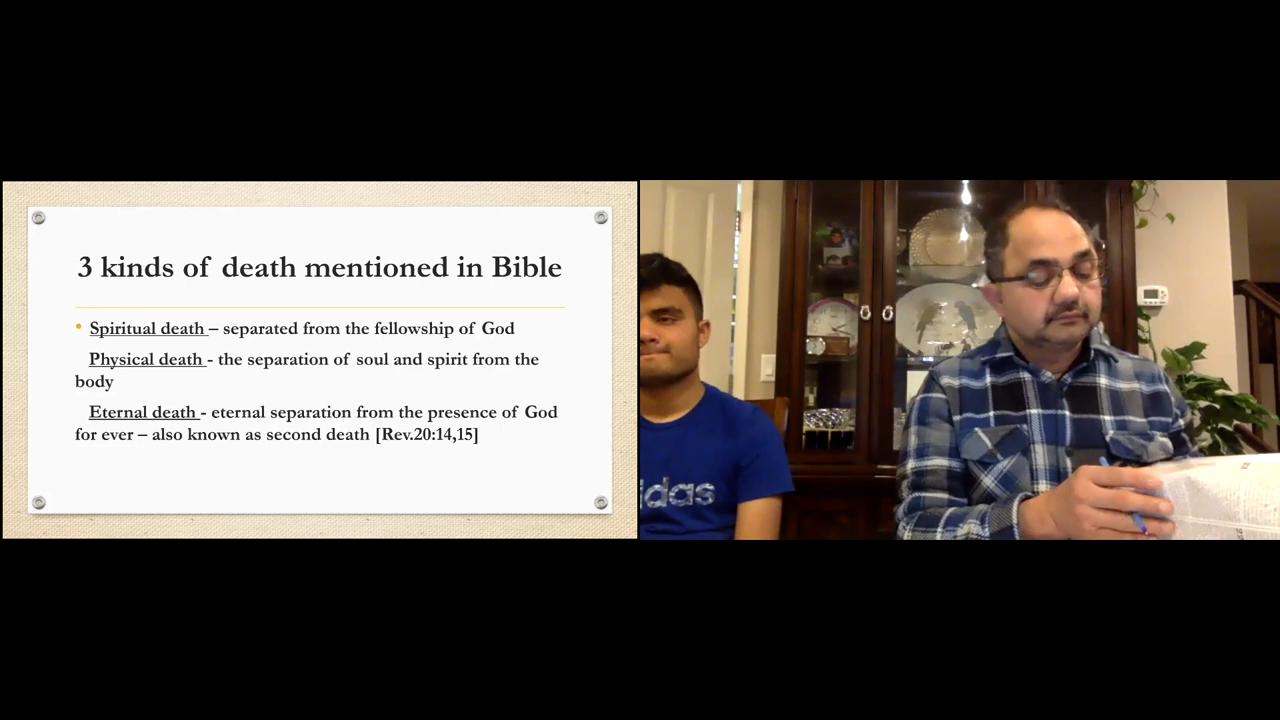 3 kinds of death mentioned in Bible
• Spiritual death – separated from the fellowship of God
Physical death - the separation of soul and spirit from the
body
Eternal death - eternal separation from the presence of God
for ever – also known as second death [Rev.20:14,15]
idas